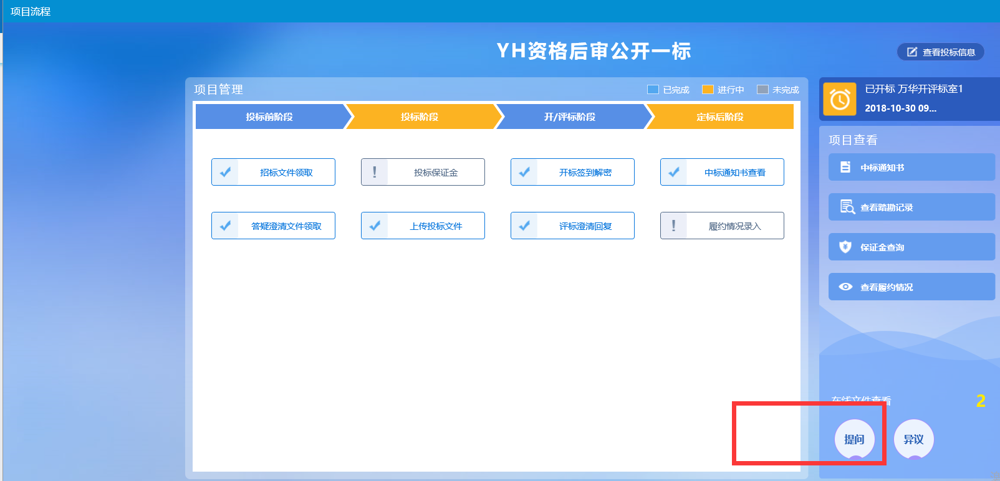 项目流程
YH资格后审公开一标
查看投标信息
项目管理
已完成
进行中
未完成
投标前阶段
投标阶段
开/评标阶段
定标后阶段
招标文件领取
投标保证金
开标签到解密
中标通知书查看
答疑澄清文件领取
上传投标文件
评标澄清回复
履约情况录入
已开标 万华开评标室1
2018-10-30 09...
项目查看
中标通知书
查看踏勘记录
保证金查询
查看履约情况
在线文件查看
2
提问
异议